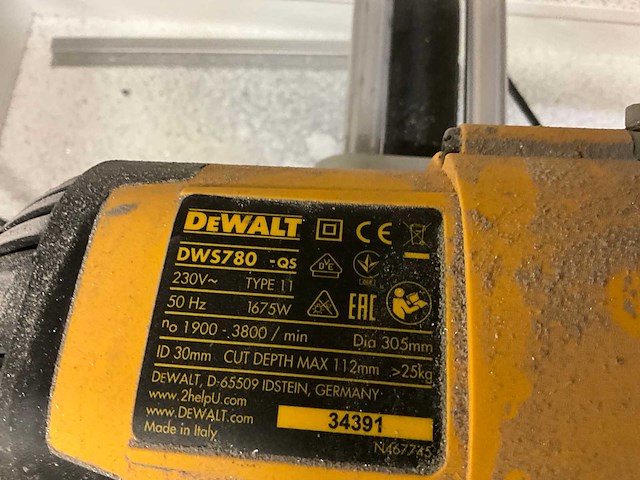 DEWALT
DWS780 -QS
230V~ TYPE 11
50 Hz 1675W
EAC
n₀ 1900 - 3800 / min Dia 305mm
ID 30mm CUT DEPTH MAX 112mm >25kg
DEWALT, D-65509 IDSTEIN, GERMANY
www.2helpU.com
www.DEWALT.com
34391
Made in Italy
N467745